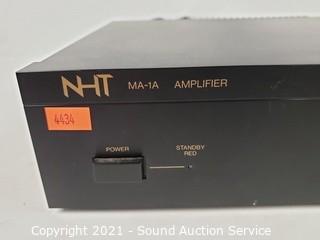 NHT MA-1A AMPLIFIER
4434
POWER
STANDBY
RED
Copyright 2021 - Sound Auction Service